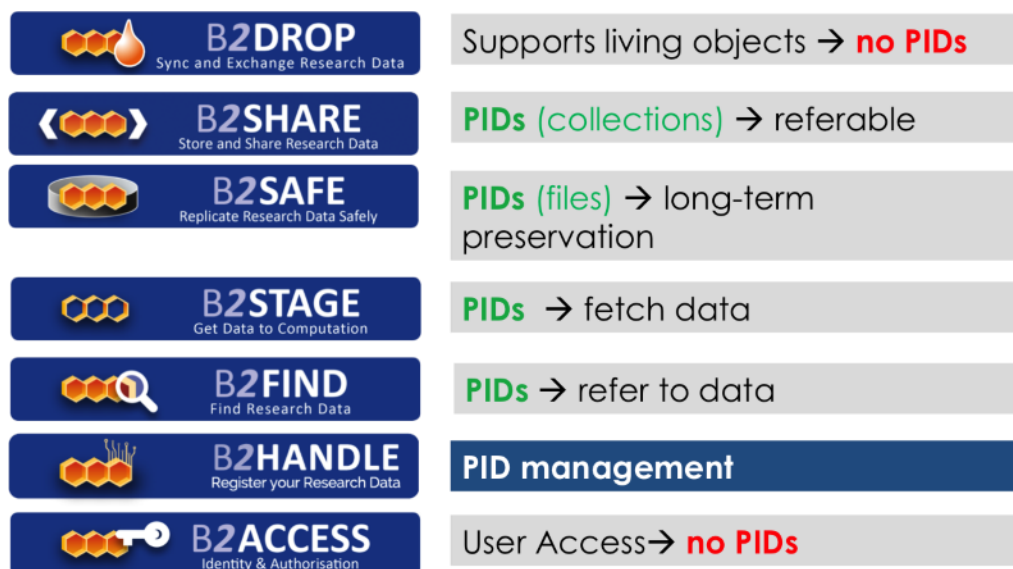 B2DROP
Sync and Exchange Research Data
Supports living objects → no PIDs
B2SHARE
Store and Share Research Data
PIDs (collections) → referable
B2SAFE
Replicate Research Data Safely
PIDs (files) → long-term
preservation
B2STAGE
Get Data to Computation
PIDs → fetch data
B2FIND
Find Research Data
PIDs → refer to data
B2HANDLE
Register your Research Data
PID management
B2ACCESS
Identity & Authorisation
User Access→ no PIDs